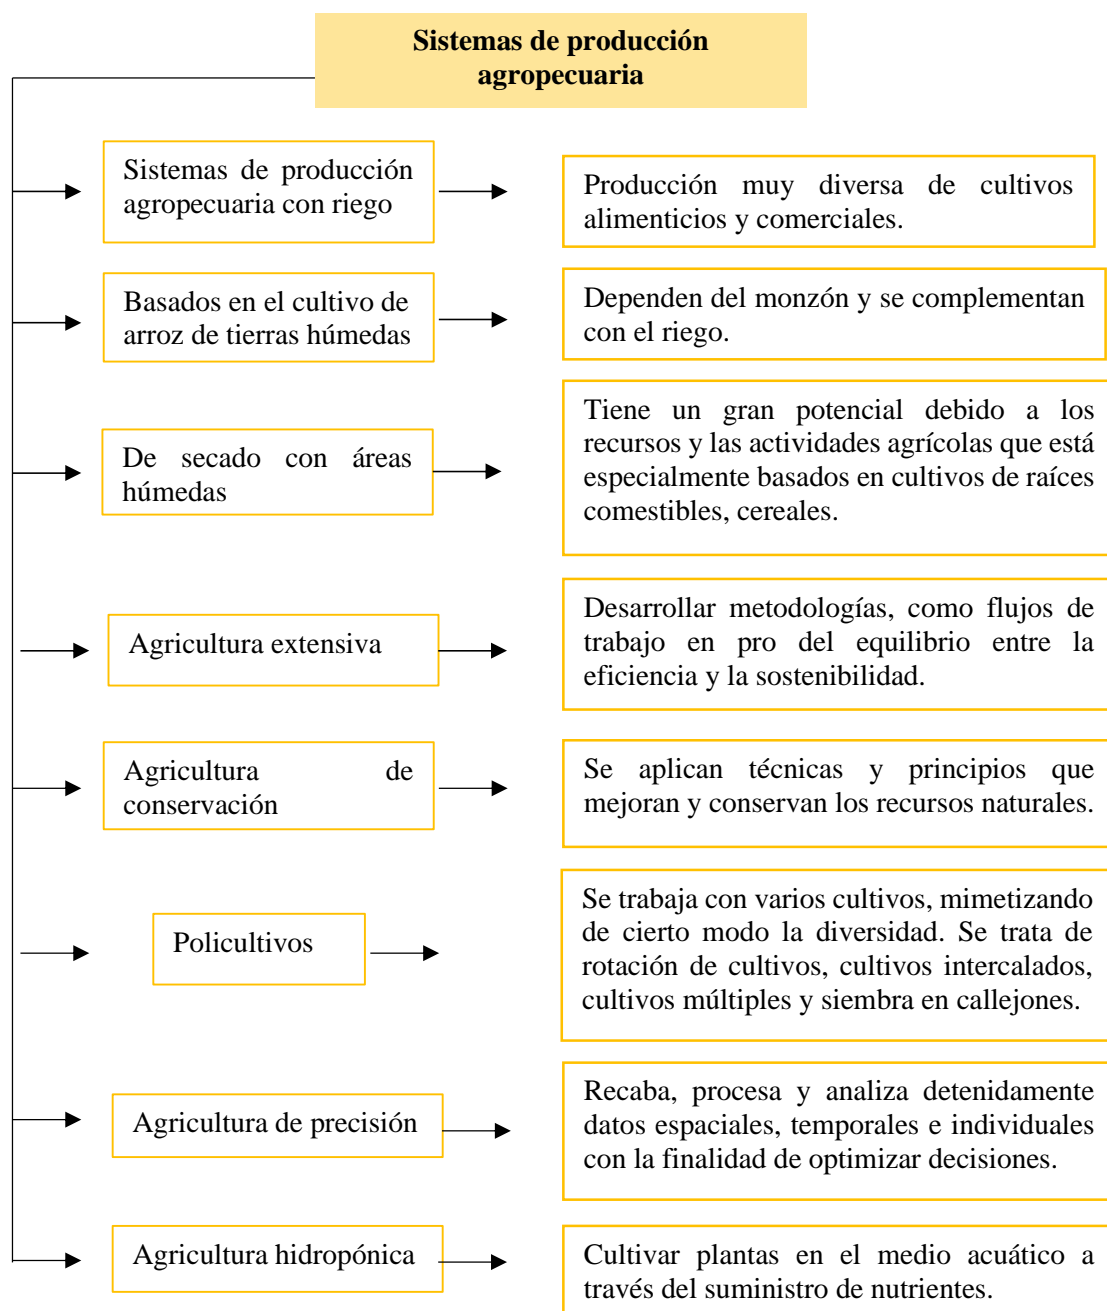 Sistemas de producción
agropecuaria
Sistemas de producción
agropecuaria con riego
Producción muy diversa de cultivos
alimenticios y comerciales.
Basados en el cultivo de
arroz de tierras húmedas
Dependen del monzón y se complementan
con el riego.
De secado con áreas
húmedas
Tiene un gran potencial debido a los
recursos y las actividades agrícolas que está
especialmente basados en cultivos de raíces
comestibles, cereales.
Agricultura extensiva
Desarrollar metodologías, como flujos de
trabajo en pro del equilibrio entre la
eficiencia y la sostenibilidad.
Agricultura de
conservación
Se aplican técnicas y principios que
mejoran y conservan los recursos naturales.
Policultivos
Se trabaja con varios cultivos, mimetizando
de cierto modo la diversidad. Se trata de
rotación de cultivos, cultivos intercalados,
cultivos múltiples y siembra en callejones.
Agricultura de precisión
Recaba, procesa y analiza detenidamente
datos espaciales, temporales e individuales
con la finalidad de optimizar decisiones.
Agricultura hidropónica
Cultivar plantas en el medio acuático a
través del suministro de nutrientes.